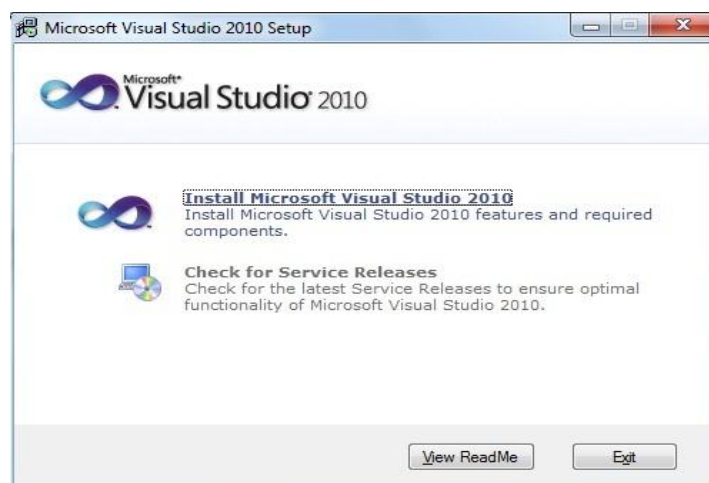 Microsoft Visual Studio 2010 Setup
Microsoft®
Visual Studio® 2010
Install Microsoft Visual Studio 2010
Install Microsoft Visual Studio 2010 features and required
components.
Check for Service Releases
Check for the latest Service Releases to ensure optimal
functionality of Microsoft Visual Studio 2010.
View ReadMe
Exit